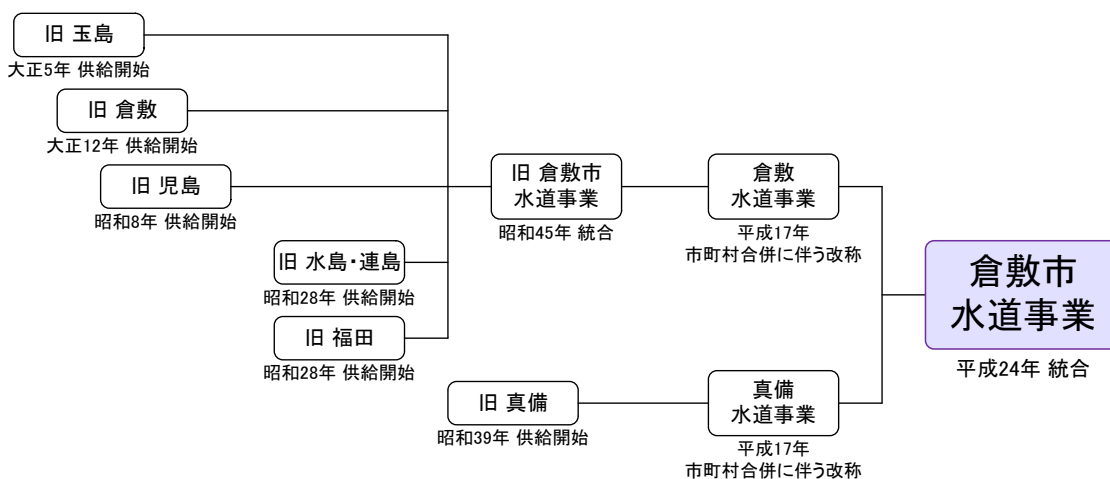 旧 玉島
大正5年 供給開始
旧 倉敷
大正12年 供給開始
旧 児島
昭和8年 供給開始
旧 水島・連島
昭和28年 供給開始
旧 福田
昭和28年 供給開始
旧 倉敷市
水道事業
昭和45年 統合
倉敷
水道事業
平成17年
市町村合併に伴う改称
旧 真備
昭和39年 供給開始
真備
水道事業
平成17年
市町村合併に伴う改称
倉敷市
水道事業
平成24年 統合